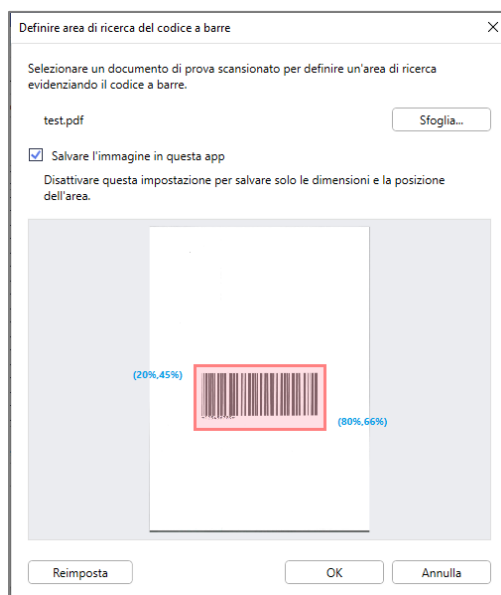 Definire area di ricerca del codice a barre
Selezionare un documento di prova scansionato per definire un'area di ricerca
evidenziando il codice a barre.
test.pdf
Sfoglia...
Salvare l'immagine in questa app
Disattivare questa impostazione per salvare solo le dimensioni e la posizione
dell'area.
(20%,45%)
(80%,66%)
Reimposta
OK
Annulla